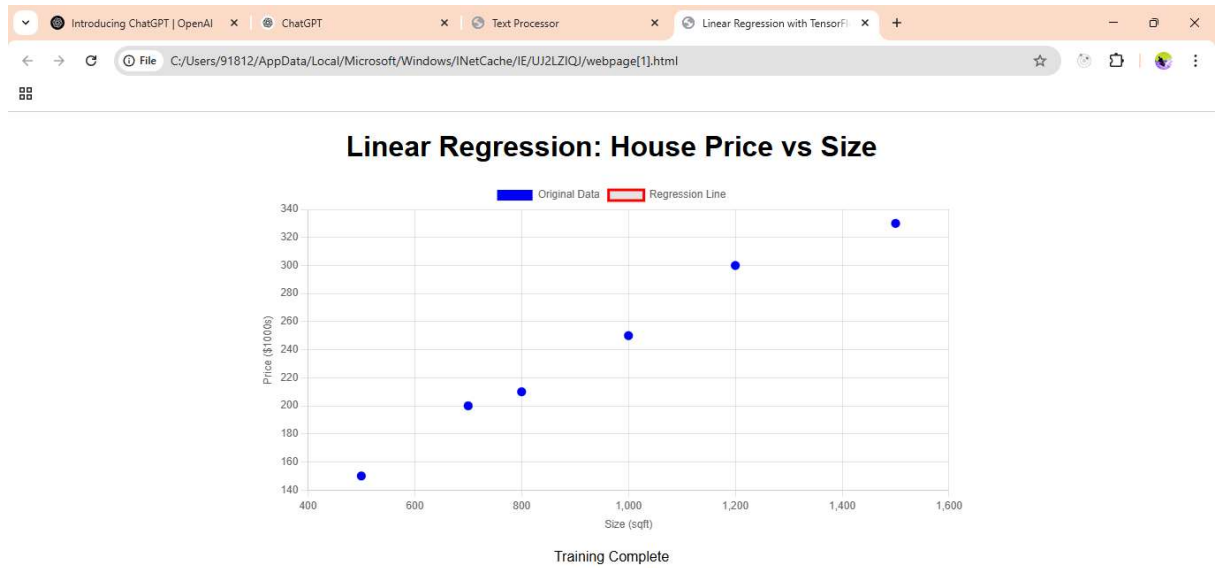 Introducing ChatGPT | OpenAI
ChatGPT
Text Processor
Linear Regression with TensorFl
File C:/Users/91812/AppData/Local/Microsoft/Windows/INetCache/IE/UJ2LZIQJ/webpage[1].html
Linear Regression: House Price vs Size
Original Data Regression Line
340
320
300
280
260
240
220
200
180
160
140
Price ($1000s)
400 600 800 1,000 1,200 1,400 1,600
Size (sqft)
Training Complete